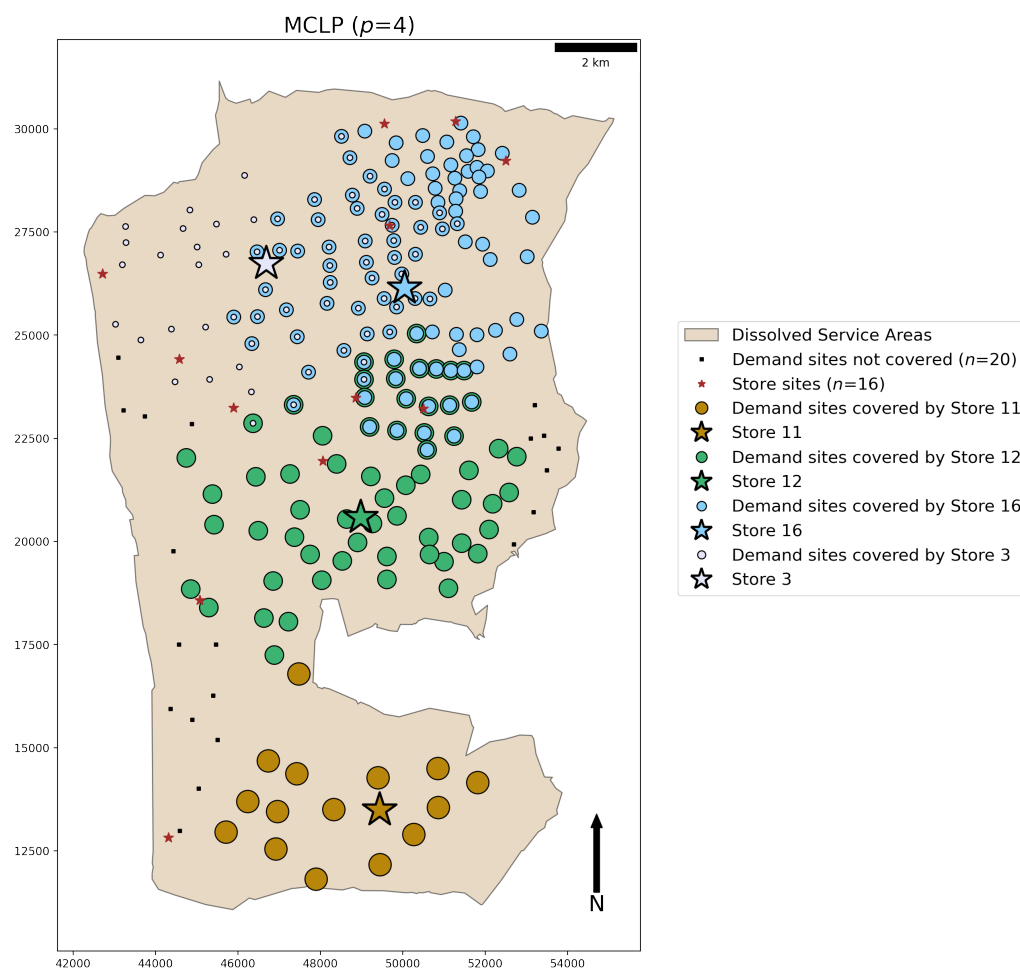 MCLP (p=4)
2 km
30000
27500
25000
22500
20000
17500
15000
12500
42000 44000 46000 48000 50000 52000 54000
N
Dissolved Service Areas
Demand sites not covered (n=20)
Store sites (n=16)
Demand sites covered by Store 11
Store 11
Demand sites covered by Store 12
Store 12
Demand sites covered by Store 16
Store 16
Demand sites covered by Store 3
Store 3